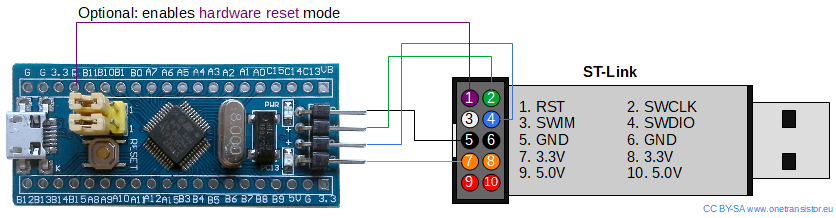 Optional: enables hardware reset mode
G G 3.3 R B11 B10 B1 B0 A7 A6 A5 A4 A3 A2 A1 A0 C15 C14 C13 VB
PWR
8.000
1
1
RESET
K
B12 B13 B14 B15 A8 A9 A10 A11 A12 A15 B3 B4 B5 B6 B7 B8 B9 5V G 3.3
ST-Link
1 2
3 4
5 6
7 8
9 10
1. RST 2. SWCLK
3. SWIM 4. SWDIO
5. GND 6. GND
7. 3.3V 8. 3.3V
9. 5.0V 10. 5.0V
CC BY-SA www.onetransistor.eu